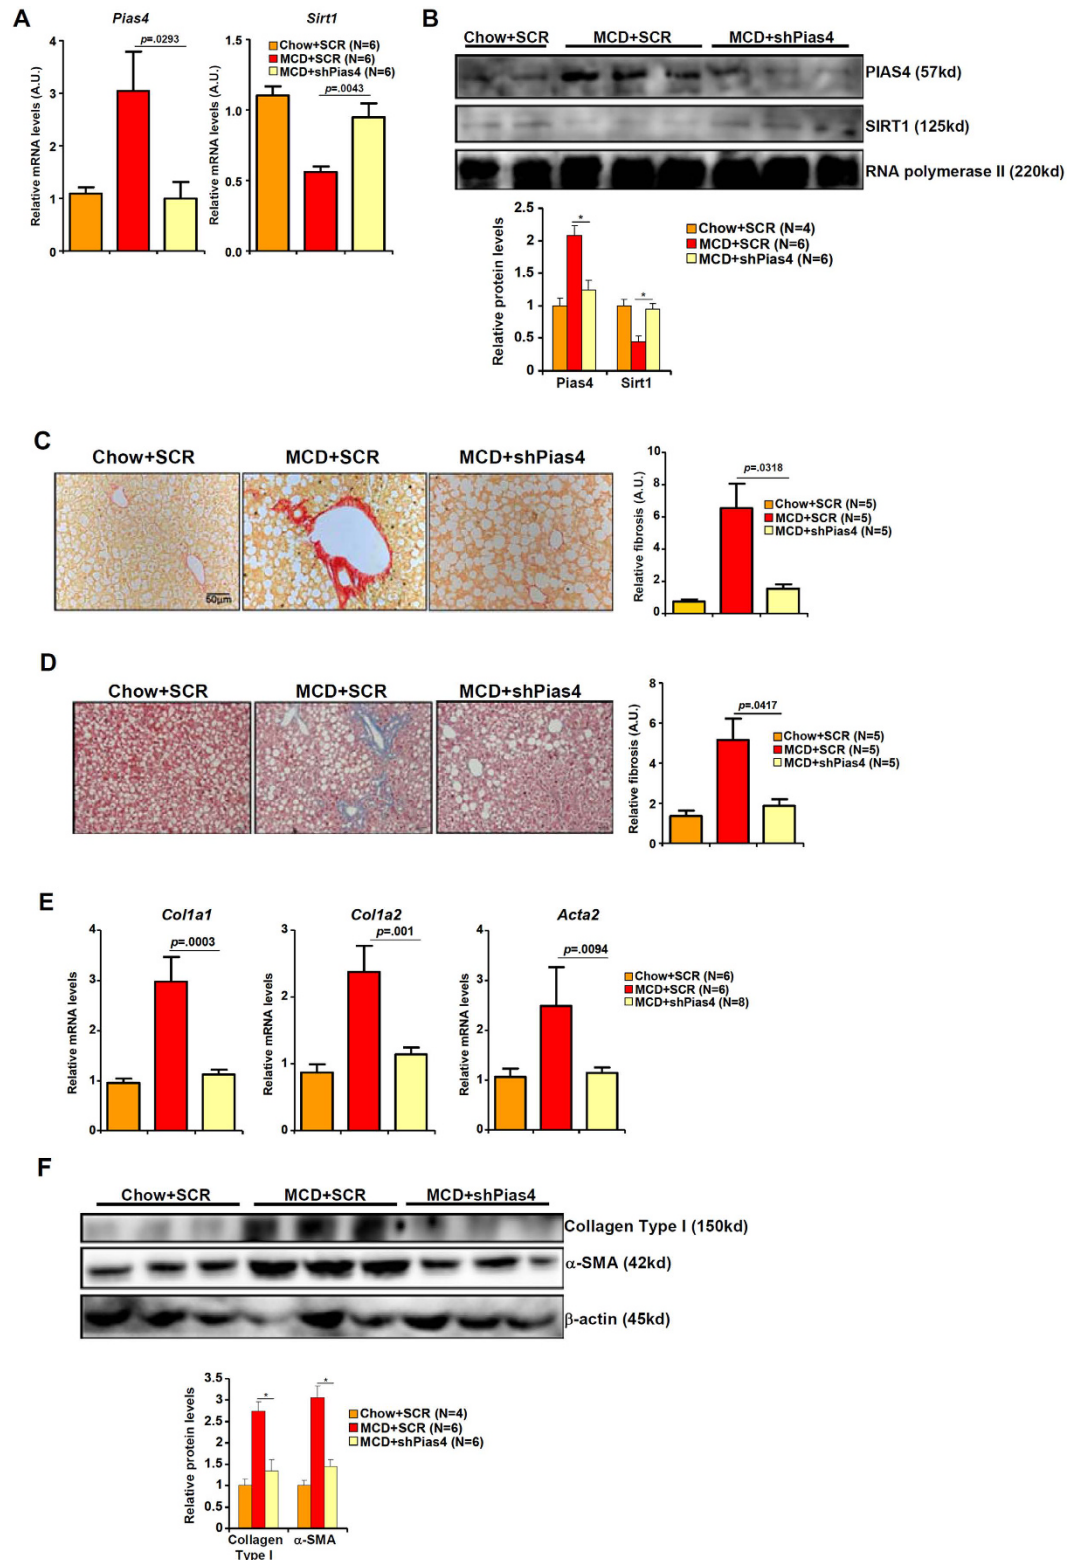 A
Pias4
Sirt1
Relative mRNA levels (A.U.)
4
3
2
1
0
p=.0293
Relative mRNA levels (A.U.)
1.5
1.0
0.5
0.0
p=.0043
Chow+SCR (N=6)
MCD+SCR (N=6)
MCD+shPias4 (N=6)
B
Chow+SCR MCD+SCR MCD+shPias4
PIAS4 (57kd)
SIRT1 (125kd)
RNA polymerase II (220kd)
Relative protein levels
2.5
2
1.5
1
0.5
0
* *
Pias4 Sirt1
Chow+SCR (N=4)
MCD+SCR (N=6)
MCD+shPias4 (N=6)
C
Chow+SCR MCD+SCR MCD+shPias4
50µm
Relative fibrosis (A.U.)
10
8
6
4
2
0
p=.0318
Chow+SCR (N=5)
MCD+SCR (N=5)
MCD+shPias4 (N=5)
D
Chow+SCR MCD+SCR MCD+shPias4
Relative fibrosis (A.U.)
8
6
4
2
0
p=.0417
Chow+SCR (N=5)
MCD+SCR (N=5)
MCD+shPias4 (N=5)
E
Col1a1
Relative mRNA levels
4
3
2
1
0
p=.0003
Col1a2
Relative mRNA levels
3
2
1
0
p=.001
Acta2
Relative mRNA levels
4
3
2
1
0
p=.0094
Chow+SCR (N=6)
MCD+SCR (N=6)
MCD+shPias4 (N=8)
F
Chow+SCR MCD+SCR MCD+shPias4
Collagen Type I (150kd)
α-SMA (42kd)
β-actin (45kd)
Relative protein levels
3.5
3
2.5
2
1.5
1
0.5
0
* *
Collagen α-SMA
Type I
Chow+SCR (N=4)
MCD+SCR (N=6)
MCD+shPias4 (N=6)